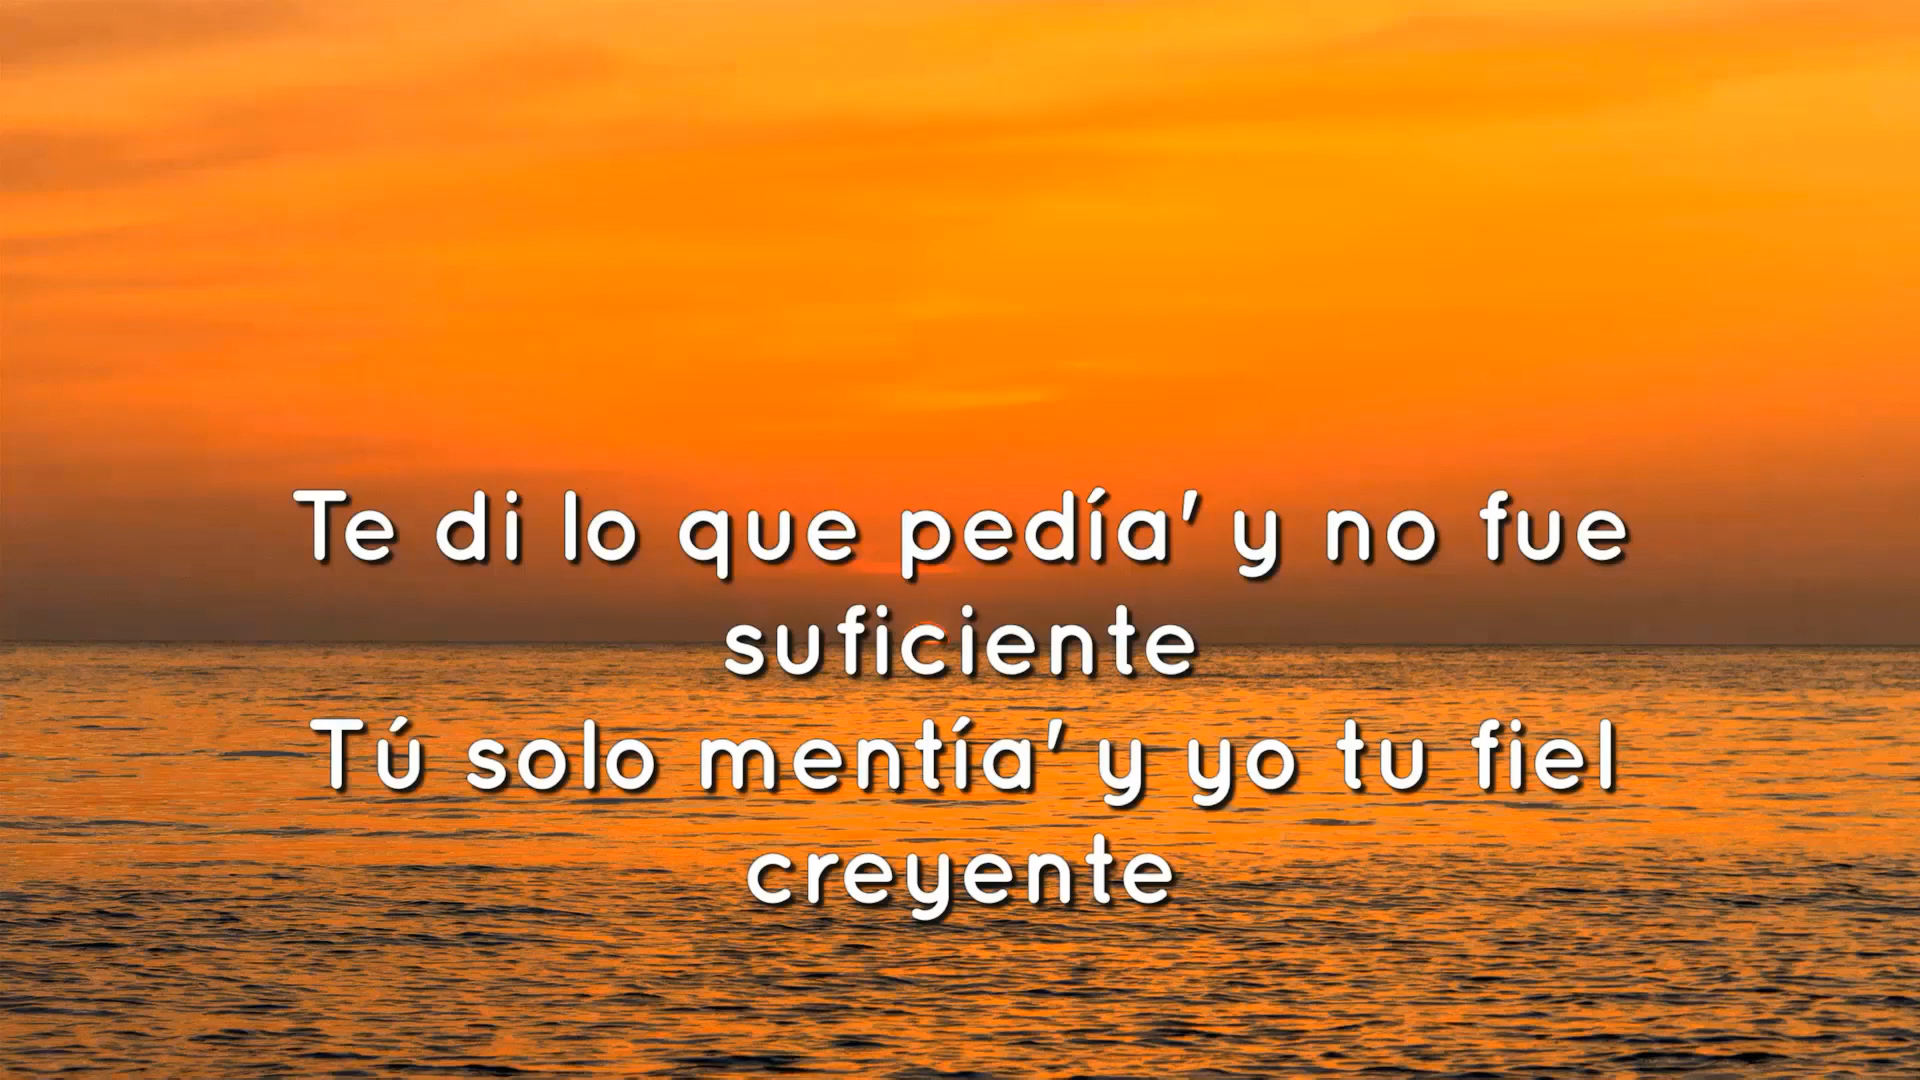 Te di lo que pedía' y no fue
suficiente
Tú solo mentía' y yo tu fiel
creyente